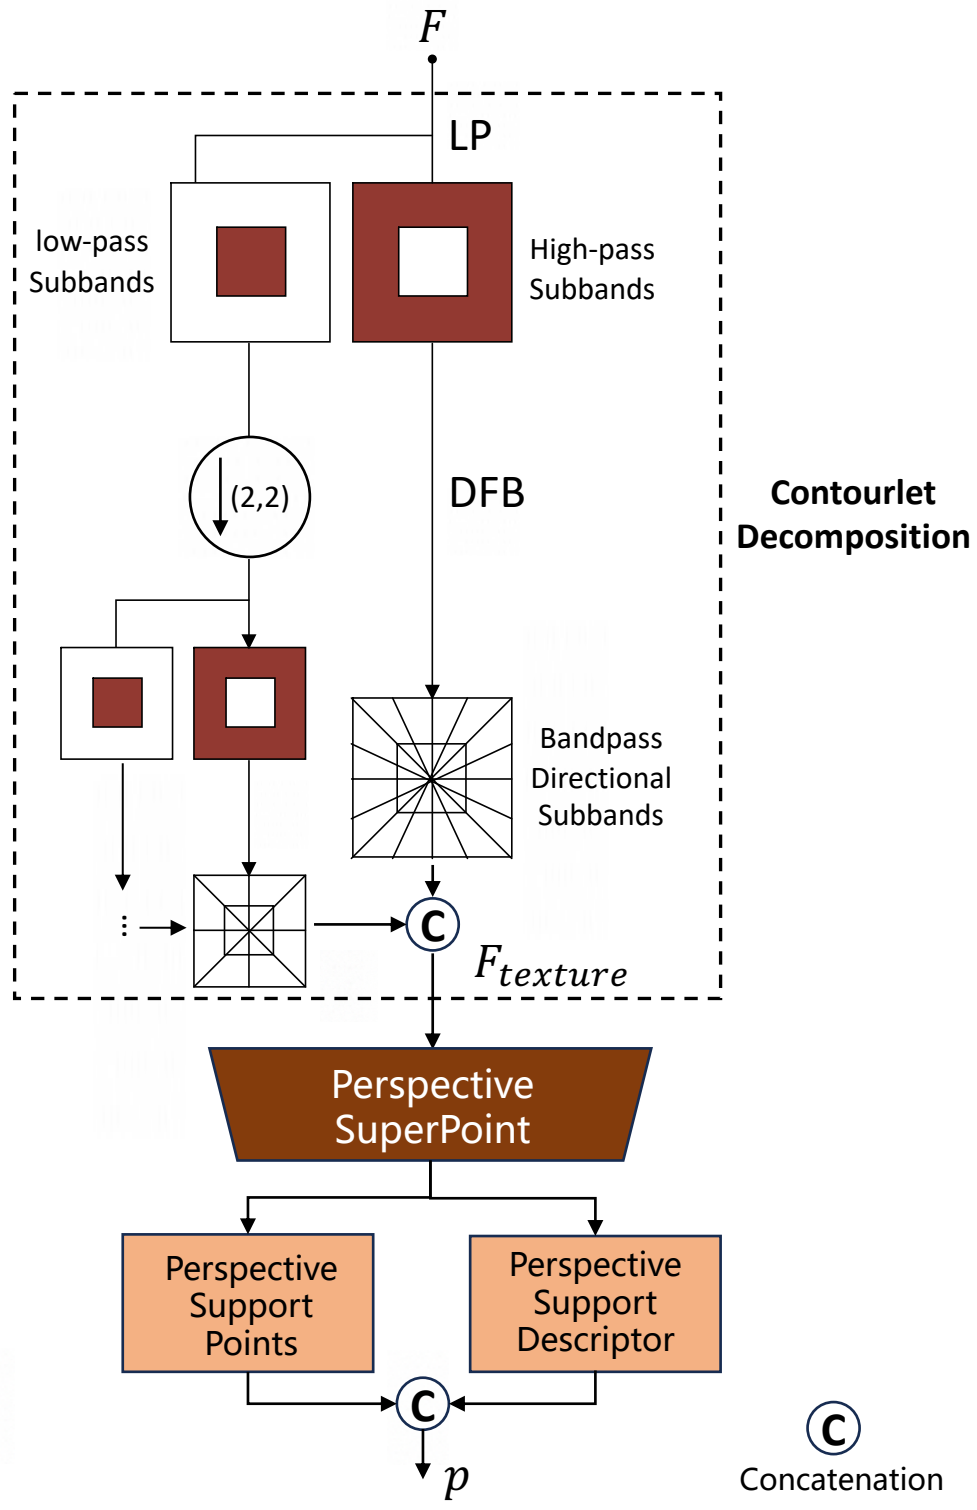 F
LP
low-pass
Subbands
High-pass
Subbands
(2,2)
DFB
Contourlet
Decomposition
Bandpass
Directional
Subbands
⋮
C
F_texture
Perspective
SuperPoint
Perspective
Support
Points
Perspective
Support
Descriptor
C
p
C
Concatenation